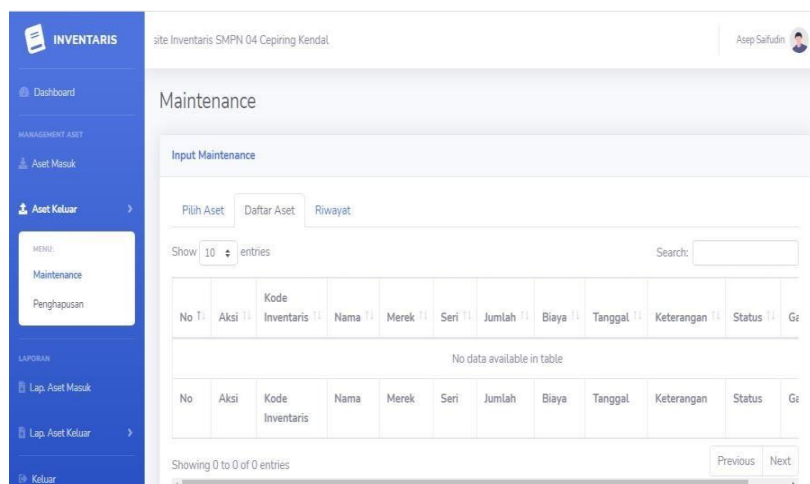 INVENTARIS
Dashboard
MANAGEMENT ASET
Aset Masuk
Aset Keluar
MENU:
Maintenance
Penghapusan
LAPORAN
Lap. Aset Masuk
Lap. Aset Keluar
Keluar
site Inventaris SMPN 04 Cepiring Kendal.
Asep Saifudin
Maintenance
Input Maintenance
Pilih Aset Daftar Aset Riwayat
Show 10 entries Search:
No Aksi Kode Inventaris Nama Merek Seri Jumlah Biaya Tanggal Keterangan Status Ga
No data available in table
No Aksi Kode Inventaris Nama Merek Seri Jumlah Biaya Tanggal Keterangan Status Ga
Showing 0 to 0 of 0 entries
Previous Next